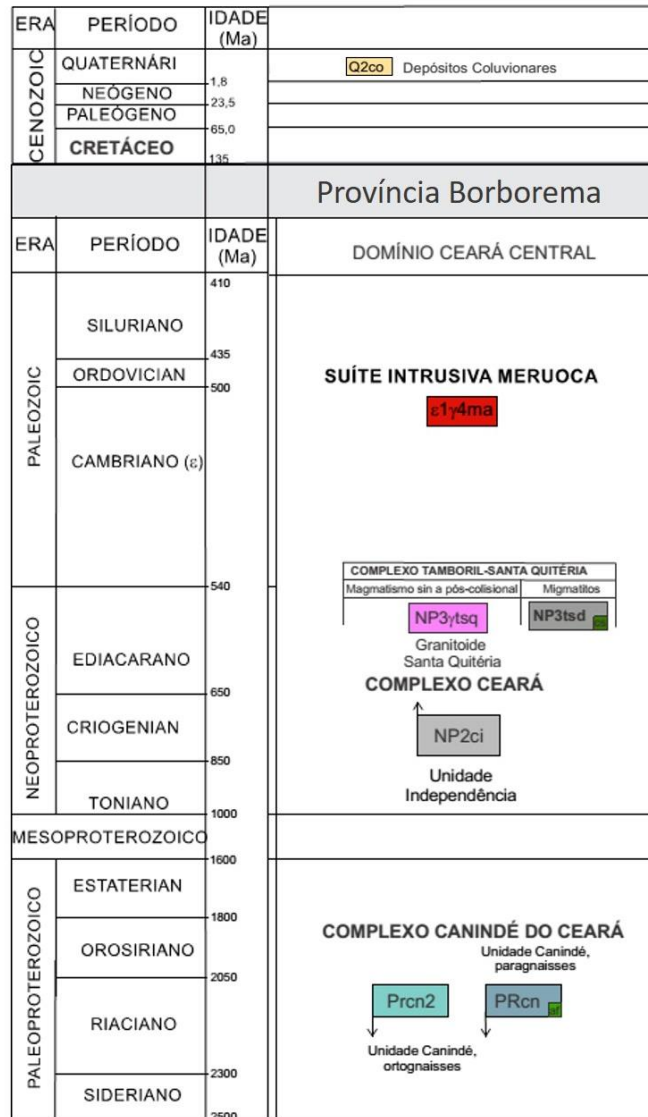 ERA PERÍODO IDADE (Ma)
CENOZOIC
QUATERNÁRI
Q2co Depósitos Coluvionares
1,8
NEÓGENO
23,5
PALEÓGENO
65,0
CRETÁCEO
135
Província Borborema
ERA PERÍODO IDADE (Ma)
DOMÍNIO CEARÁ CENTRAL
PALEOZOIC
410
SILURIANO
435
ORDOVICIAN
500
SUÍTE INTRUSIVA MERUOCA
ε1γ4ma
CAMBRIANO (ε)
540
COMPLEXO TAMBORIL-SANTA QUITÉRIA
Magmatismo sin a pós-colisional Migmatitos
NP3γtsq NP3tsd
Granitoide
Santa Quitéria
NEOPROTEROZOICO
EDIACARANO
COMPLEXO CEARÁ
650
CRIOGENIAN
NP2ci
850
Unidade
Independência
TONIANO
1000
MESOPROTEROZOICO
1600
PALEOPROTEROZOICO
ESTATERIAN
1800
COMPLEXO CANINDÉ DO CEARÁ
OROSIRIANO
Unidade Canindé,
paragnaisses
2050
Prcn2 PRcn af
RIACIANO
Unidade Canindé,
ortognaisses
2300
SIDERIANO
2500